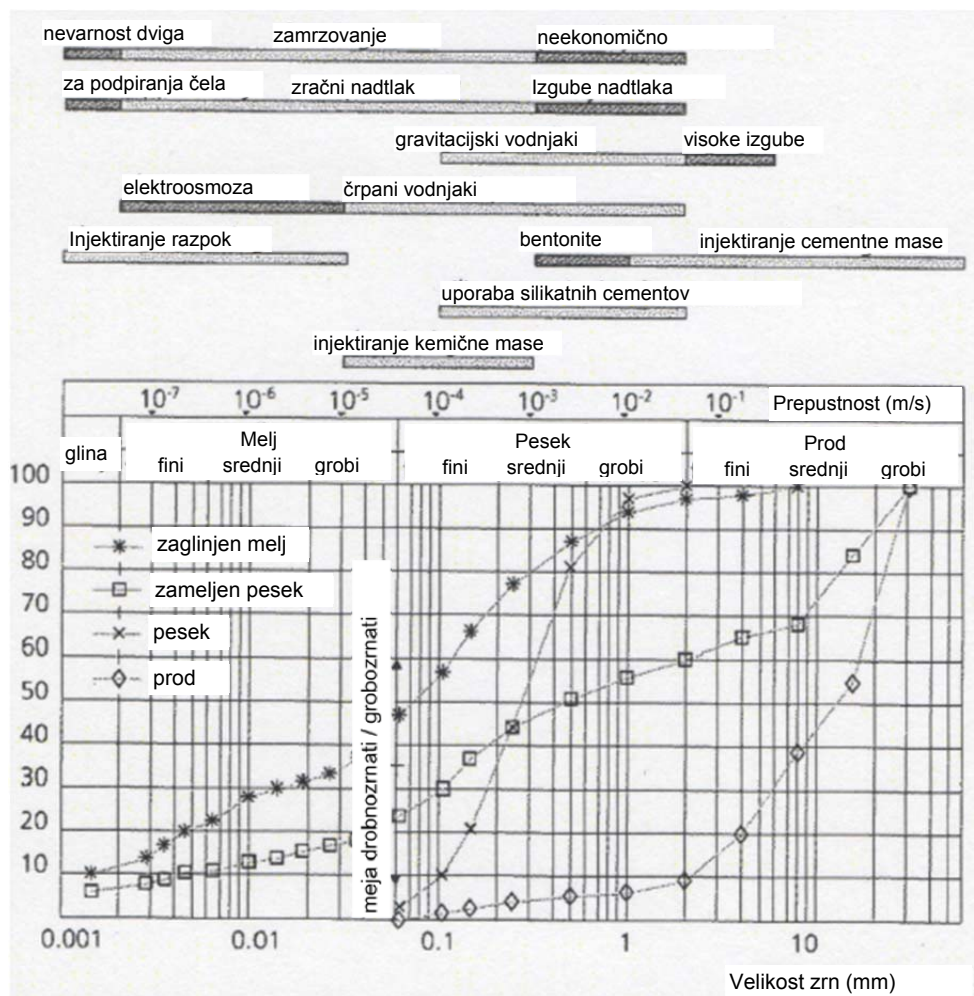 nevarnost dviga zamrzovanje neekonomično
za podpiranja čela zračni nadtlak Izgube nadtlaka
gravitacijski vodnjaki visoke izgube
elektroosmoza črpani vodnjaki
Injektiranje razpok bentonite injektiranje cementne mase
uporaba silikatnih cementov
injektiranje kemične mase
10-7 10-6 10-5 10-4 10-3 10-2 10-1 Prepustnost (m/s)
glina Melj Pesek Prod
fini srednji grobi fini srednji grobi fini srednji grobi
100
90
80
70
60
50
40
30
20
10
zaglinjen melj
zameljen pesek
pesek
prod
meja drobnozrnati / grobozrnati
0.001 0.01 0.1 1 10
Velikost zrn (mm)